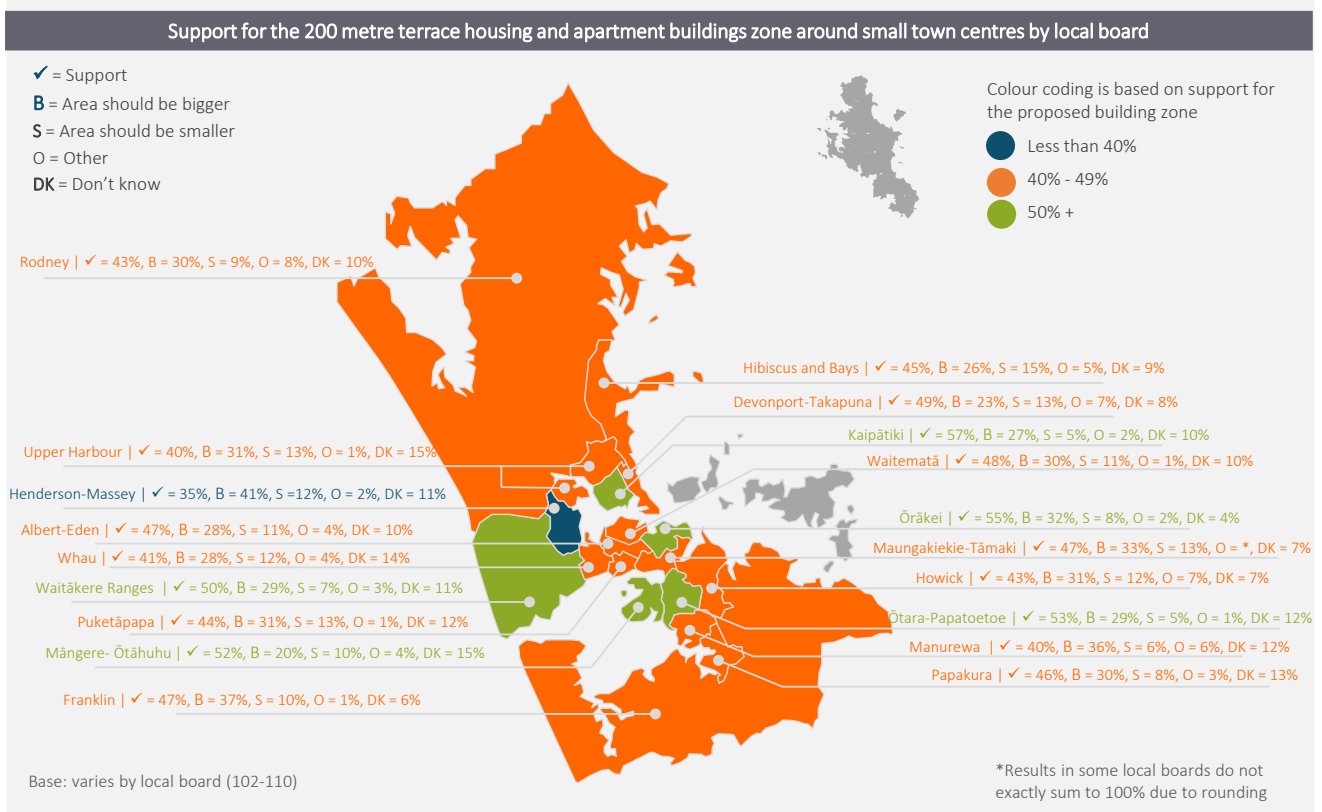 Support for the 200 metre terrace housing and apartment buildings zone around small town centres by local board
✓ = Support
B = Area should be bigger
S = Area should be smaller
O = Other
DK = Don't know
Colour coding is based on support for
the proposed building zone
Less than 40%
40% - 49%
50% +
Rodney | ✓ = 43%, B = 30%, S = 9%, O = 8%, DK = 10%
Hibiscus and Bays | ✓ = 45%, B = 26%, S = 15%, O = 5%, DK = 9%
Devonport-Takapuna | ✓ = 49%, B = 23%, S = 13%, O = 7%, DK = 8%
Kaipātiki | ✓ = 57%, B = 27%, S = 5%, O = 2%, DK = 10%
Upper Harbour | ✓ = 40%, B = 31%, S = 13%, O = 1%, DK = 15%
Waitematā | ✓ = 48%, B = 30%, S = 11%, O = 1%, DK = 10%
Henderson-Massey | ✓ = 35%, B = 41%, S =12%, O = 2%, DK = 11%
Ōrākei | ✓ = 55%, B = 32%, S = 8%, O = 2%, DK = 4%
Albert-Eden | ✓ = 47%, B = 28%, S = 11%, O = 4%, DK = 10%
Maungakiekie-Tāmaki | ✓ = 47%, B = 33%, S = 13%, O = *, DK = 7%
Whau | ✓ = 41%, B = 28%, S = 12%, O = 4%, DK = 14%
Howick | ✓ = 43%, B = 31%, S = 12%, O = 7%, DK = 7%
Waitākere Ranges | ✓ = 50%, B = 29%, S = 7%, O = 3%, DK = 11%
Ōtara-Papatoetoe | ✓ = 53%, B = 29%, S = 5%, O = 1%, DK = 12%
Puketāpapa | ✓ = 44%, B = 31%, S = 13%, O = 1%, DK = 12%
Manurewa | ✓ = 40%, B = 36%, S = 6%, O = 6%, DK = 12%
Māngere- Ōtāhuhu | ✓ = 52%, B = 20%, S = 10%, O = 4%, DK = 15%
Papakura | ✓ = 46%, B = 30%, S = 8%, O = 3%, DK = 13%
Franklin | ✓ = 47%, B = 37%, S = 10%, O = 1%, DK = 6%
Base: varies by local board (102-110)
*Results in some local boards do not
exactly sum to 100% due to rounding